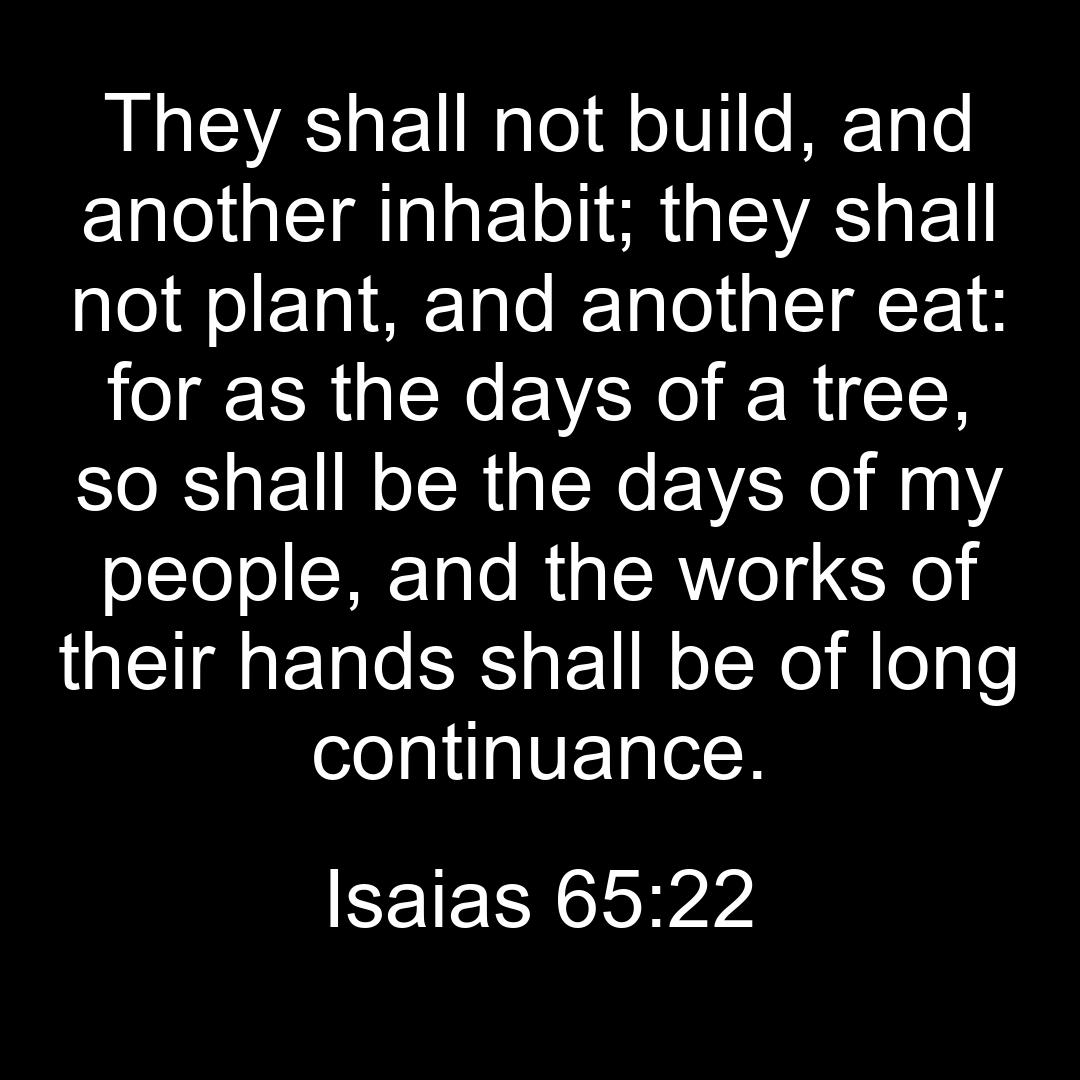 They shall not build, and
another inhabit; they shall
not plant, and another eat:
for as the days of a tree,
so shall be the days of my
people, and the works of
their hands shall be of long
continuance.
Isaias 65:22